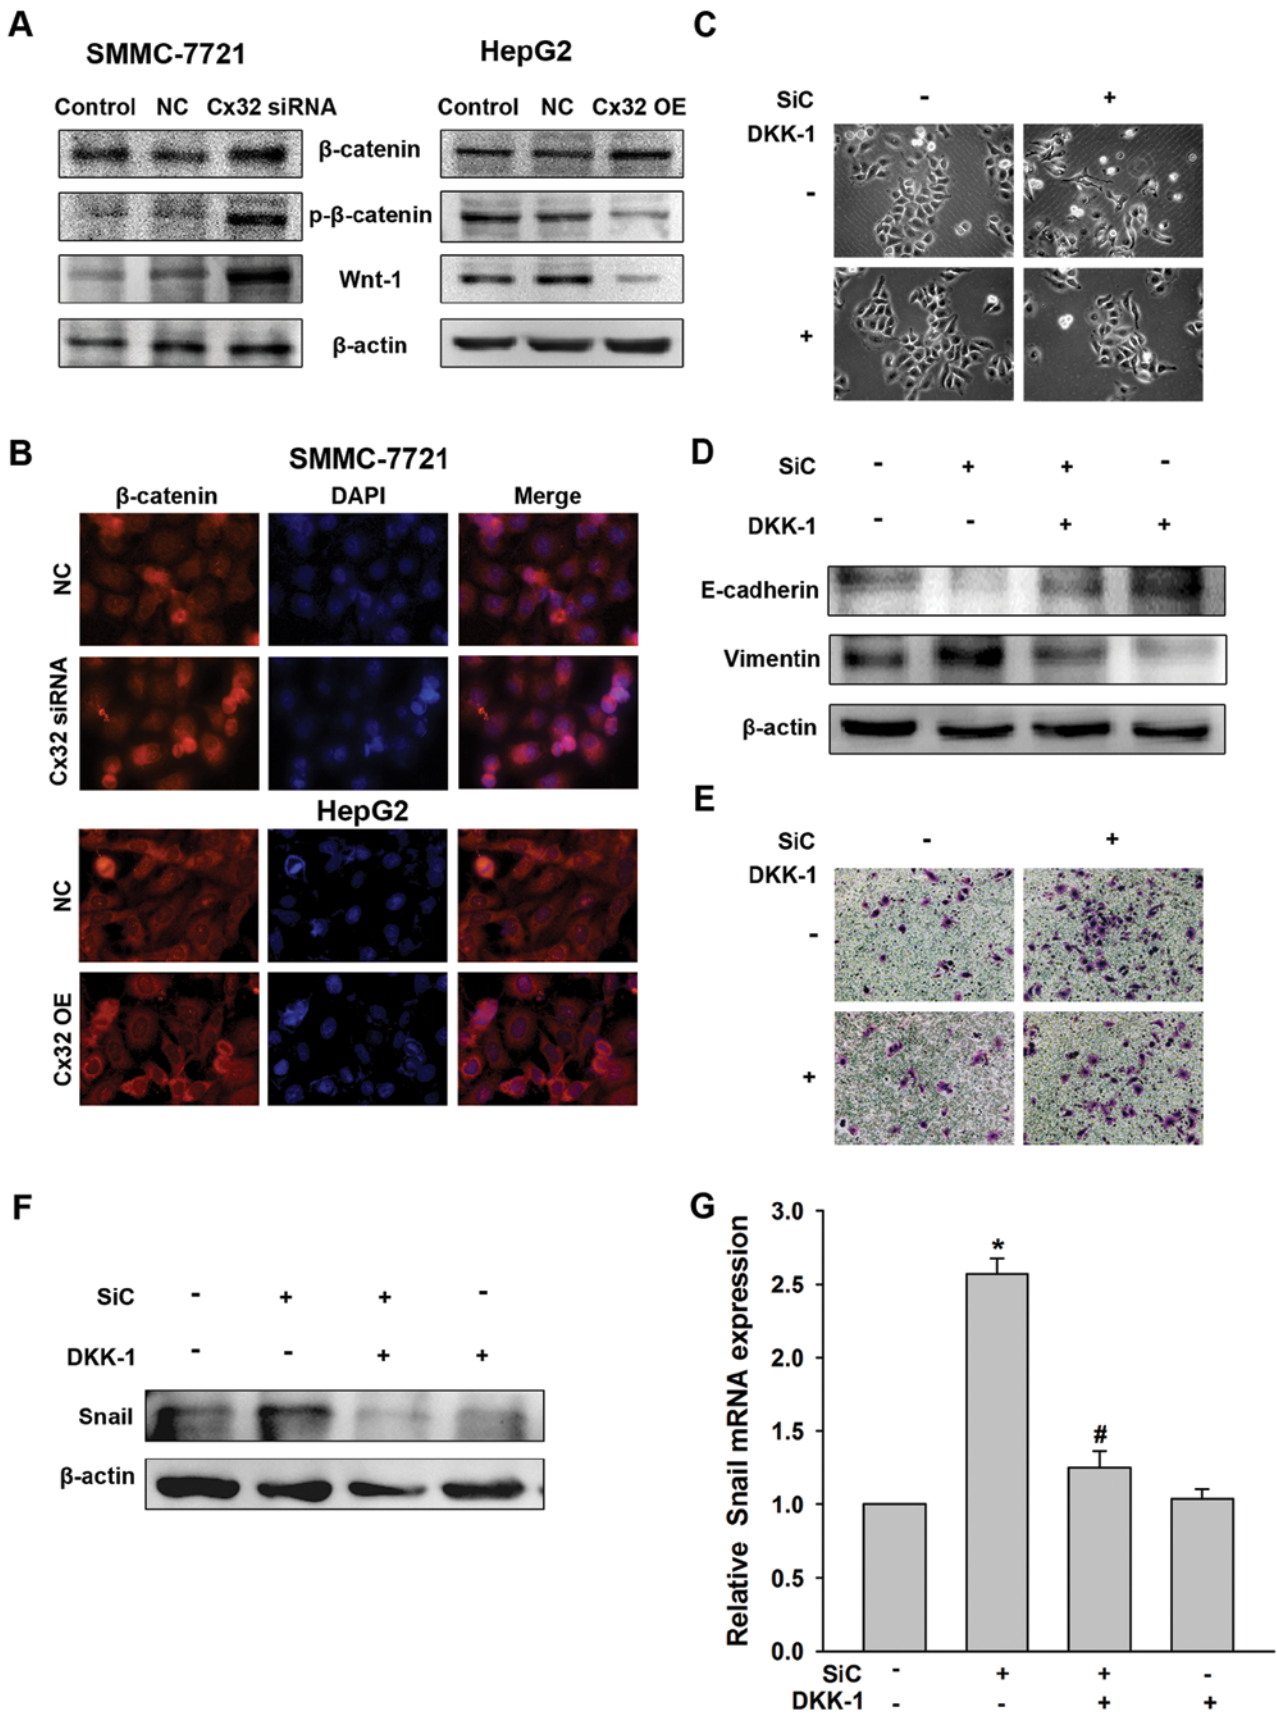 A
SMMC-7721
HepG2
Control NC Cx32 siRNA
Control NC Cx32 OE
β-catenin
p-β-catenin
Wnt-1
β-actin
B
SMMC-7721
β-catenin DAPI Merge
NC
Cx32 siRNA
HepG2
NC
Cx32 OE
C
SiC - +
DKK-1
-
+
D
SiC - + + -
DKK-1 - - + +
E-cadherin
Vimentin
β-actin
E
SiC - +
DKK-1
-
+
F
SiC - + + -
DKK-1 - - + +
Snail
β-actin
G
Relative Snail mRNA expression
3.0
2.5
2.0
1.5
1.0
0.5
0.0
*
#
SiC - + + -
DKK-1 - - + +